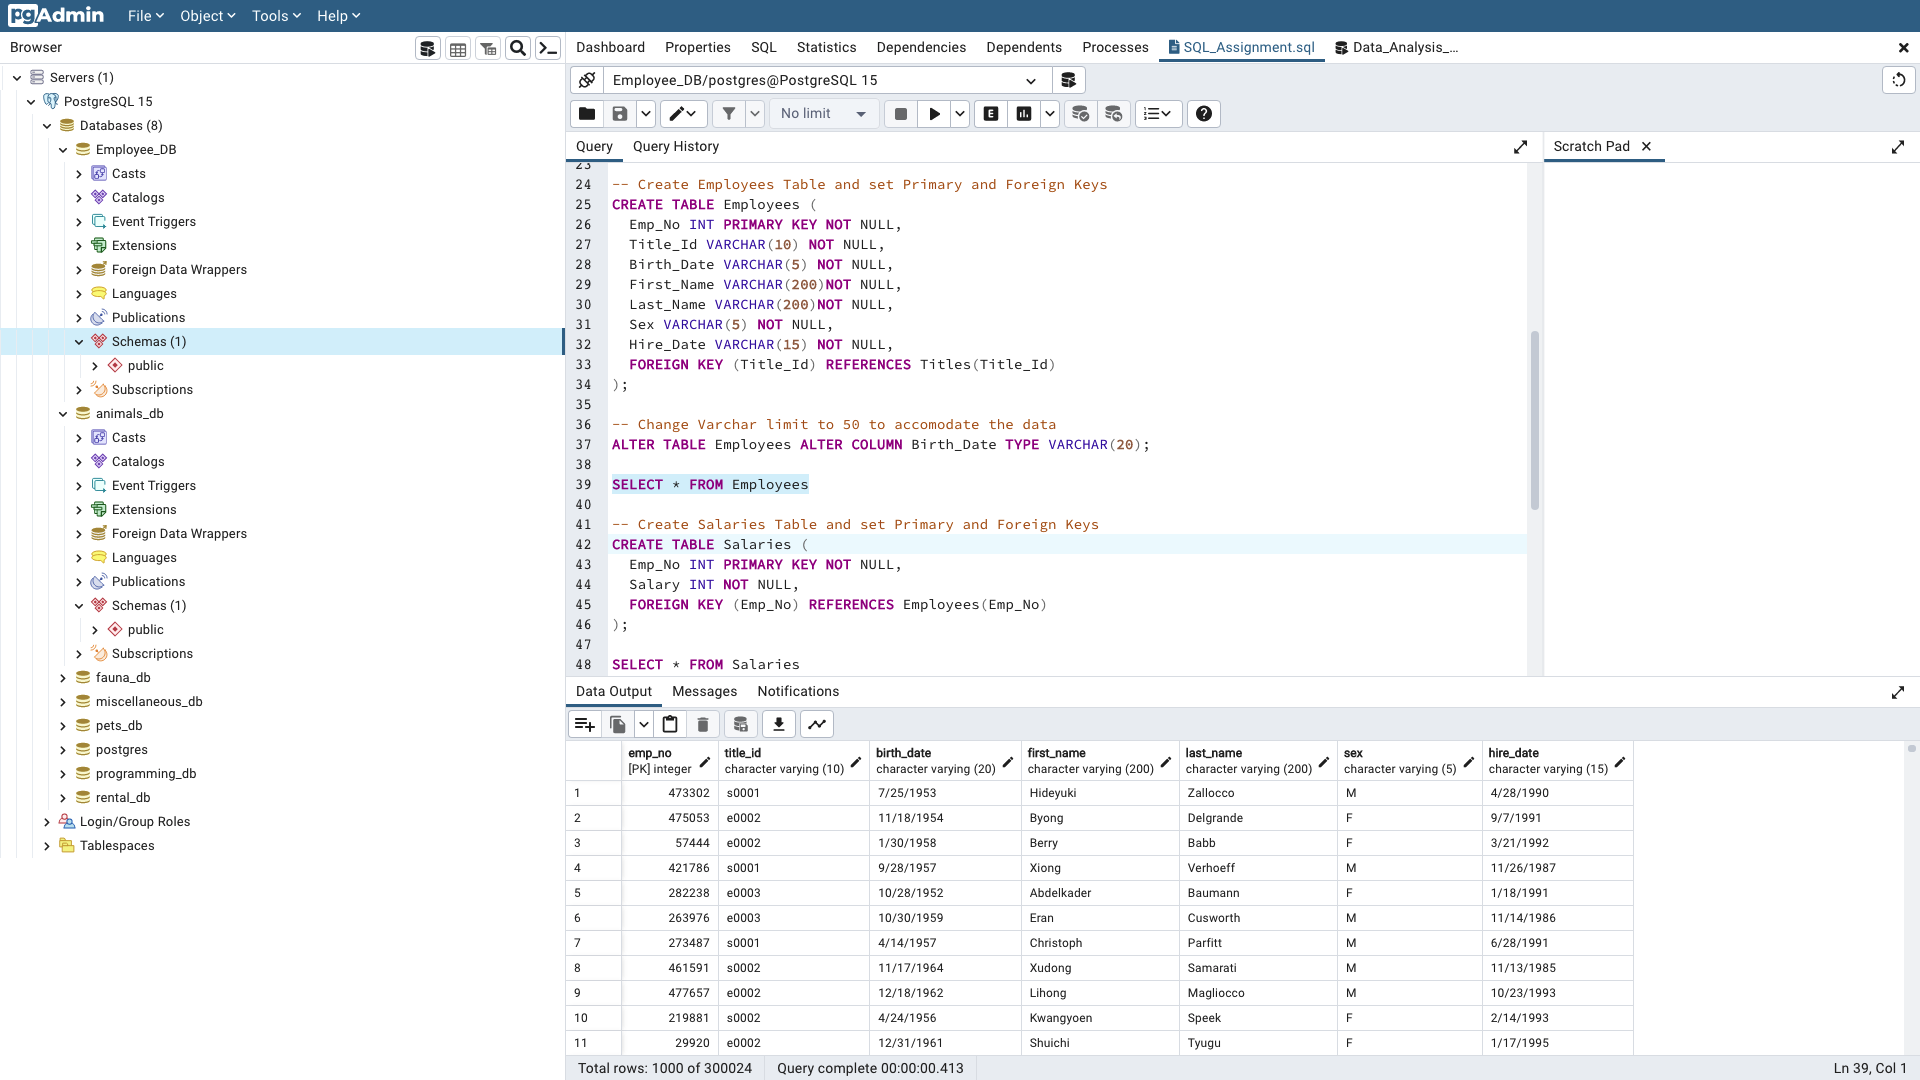 pgAdmin File Object Tools Help
Browser
Dashboard Properties SQL Statistics Dependencies Dependents Processes SQL_Assignment.sql Data_Analysis_...
Servers (1)
PostgreSQL 15
Databases (8)
Employee_DB
Casts
Catalogs
Event Triggers
Extensions
Foreign Data Wrappers
Languages
Publications
Schemas (1)
public
Subscriptions
animals_db
Casts
Catalogs
Event Triggers
Extensions
Foreign Data Wrappers
Languages
Publications
Schemas (1)
public
Subscriptions
fauna_db
miscellaneous_db
pets_db
postgres
programming_db
rental_db
Login/Group Roles
Tablespaces
Employee_DB/postgres@PostgreSQL 15
No limit
E
Query Query History
Scratch Pad
23
24 -- Create Employees Table and set Primary and Foreign Keys
25 CREATE TABLE Employees (
26 Emp_No INT PRIMARY KEY NOT NULL,
27 Title_Id VARCHAR(10) NOT NULL,
28 Birth_Date VARCHAR(5) NOT NULL,
29 First_Name VARCHAR(200)NOT NULL,
30 Last_Name VARCHAR(200)NOT NULL,
31 Sex VARCHAR(5) NOT NULL,
32 Hire_Date VARCHAR(15) NOT NULL,
33 FOREIGN KEY (Title_Id) REFERENCES Titles(Title_Id)
34 );
35
36 -- Change Varchar limit to 50 to accomodate the data
37 ALTER TABLE Employees ALTER COLUMN Birth_Date TYPE VARCHAR(20);
38
39 SELECT * FROM Employees
40
41 -- Create Salaries Table and set Primary and Foreign Keys
42 CREATE TABLE Salaries (
43 Emp_No INT PRIMARY KEY NOT NULL,
44 Salary INT NOT NULL,
45 FOREIGN KEY (Emp_No) REFERENCES Employees(Emp_No)
46 );
47
48 SELECT * FROM Salaries
Data Output Messages Notifications
emp_no title_id birth_date first_name last_name sex hire_date
[PK] integer character varying (10) character varying (20) character varying (200) character varying (200) character varying (5) character varying (15)
1 473302 s0001 7/25/1953 Hideyuki Zallocco M 4/28/1990
2 475053 e0002 11/18/1954 Byong Delgrande F 9/7/1991
3 57444 e0002 1/30/1958 Berry Babb F 3/21/1992
4 421786 s0001 9/28/1957 Xiong Verhoeff M 11/26/1987
5 282238 e0003 10/28/1952 Abdelkader Baumann F 1/18/1991
6 263976 e0003 10/30/1959 Eran Cusworth M 11/14/1986
7 273487 s0001 4/14/1957 Christoph Parfitt M 6/28/1991
8 461591 s0002 11/17/1964 Xudong Samarati M 11/13/1985
9 477657 e0002 12/18/1962 Lihong Magliocco M 10/23/1993
10 219881 s0002 4/24/1956 Kwangyoen Speek F 2/14/1993
11 29920 e0002 12/31/1961 Shuichi Tyugu F 1/17/1995
Total rows: 1000 of 300024 Query complete 00:00:00.413 Ln 39, Col 1